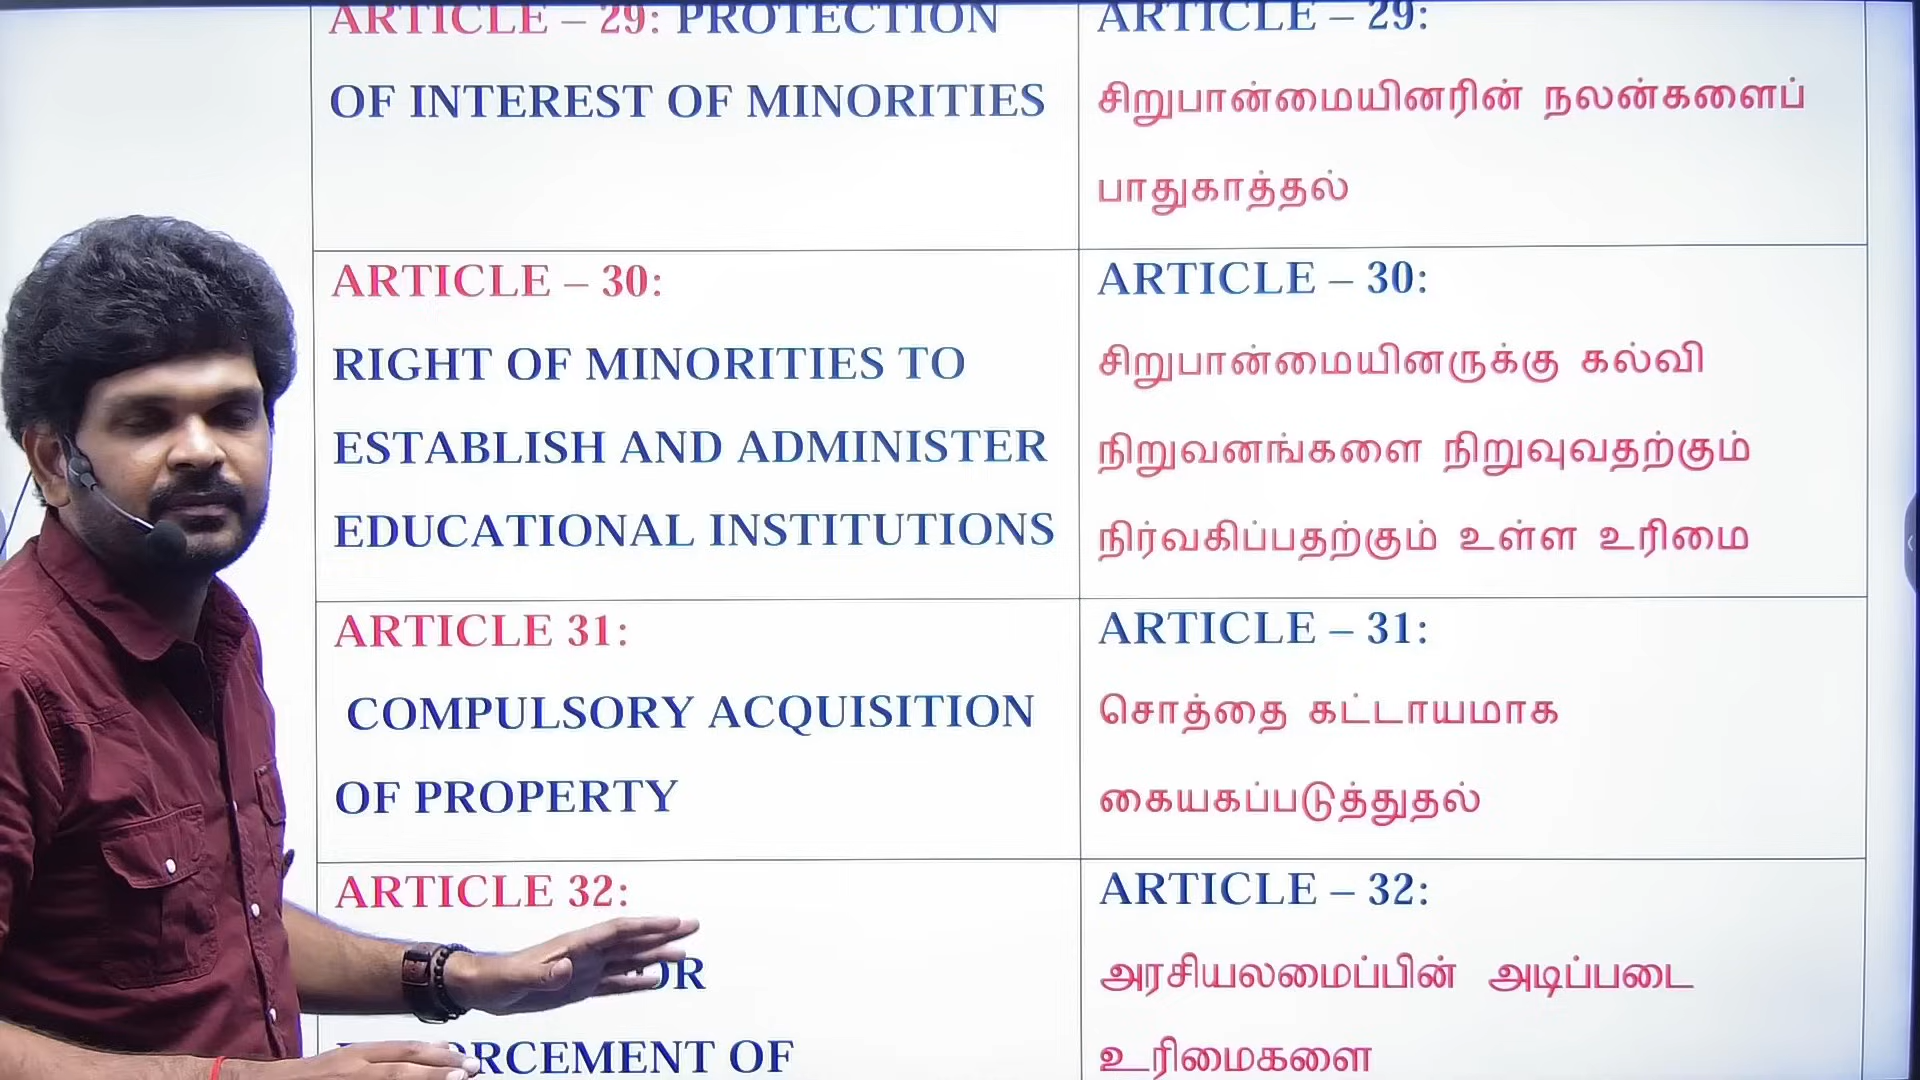 ARTICLE – 29: PROTECTION
OF INTEREST OF MINORITIES
ARTICLE – 29:
சிறுபான்மையினரின் நலன்களைப்
பாதுகாத்தல்
ARTICLE – 30:
RIGHT OF MINORITIES TO
ESTABLISH AND ADMINISTER
EDUCATIONAL INSTITUTIONS
ARTICLE – 30:
சிறுபான்மையினருக்கு கல்வி
நிறுவனங்களை நிறுவுவதற்கும்
நிர்வகிப்பதற்கும் உள்ள உரிமை
ARTICLE 31:
COMPULSORY ACQUISITION
OF PROPERTY
ARTICLE – 31:
சொத்தை கட்டாயமாக
கையகப்படுத்துதல்
ARTICLE 32:
OF
ARTICLE – 32:
அரசியலமைப்பின் அடிப்படை
உரிமைகளை